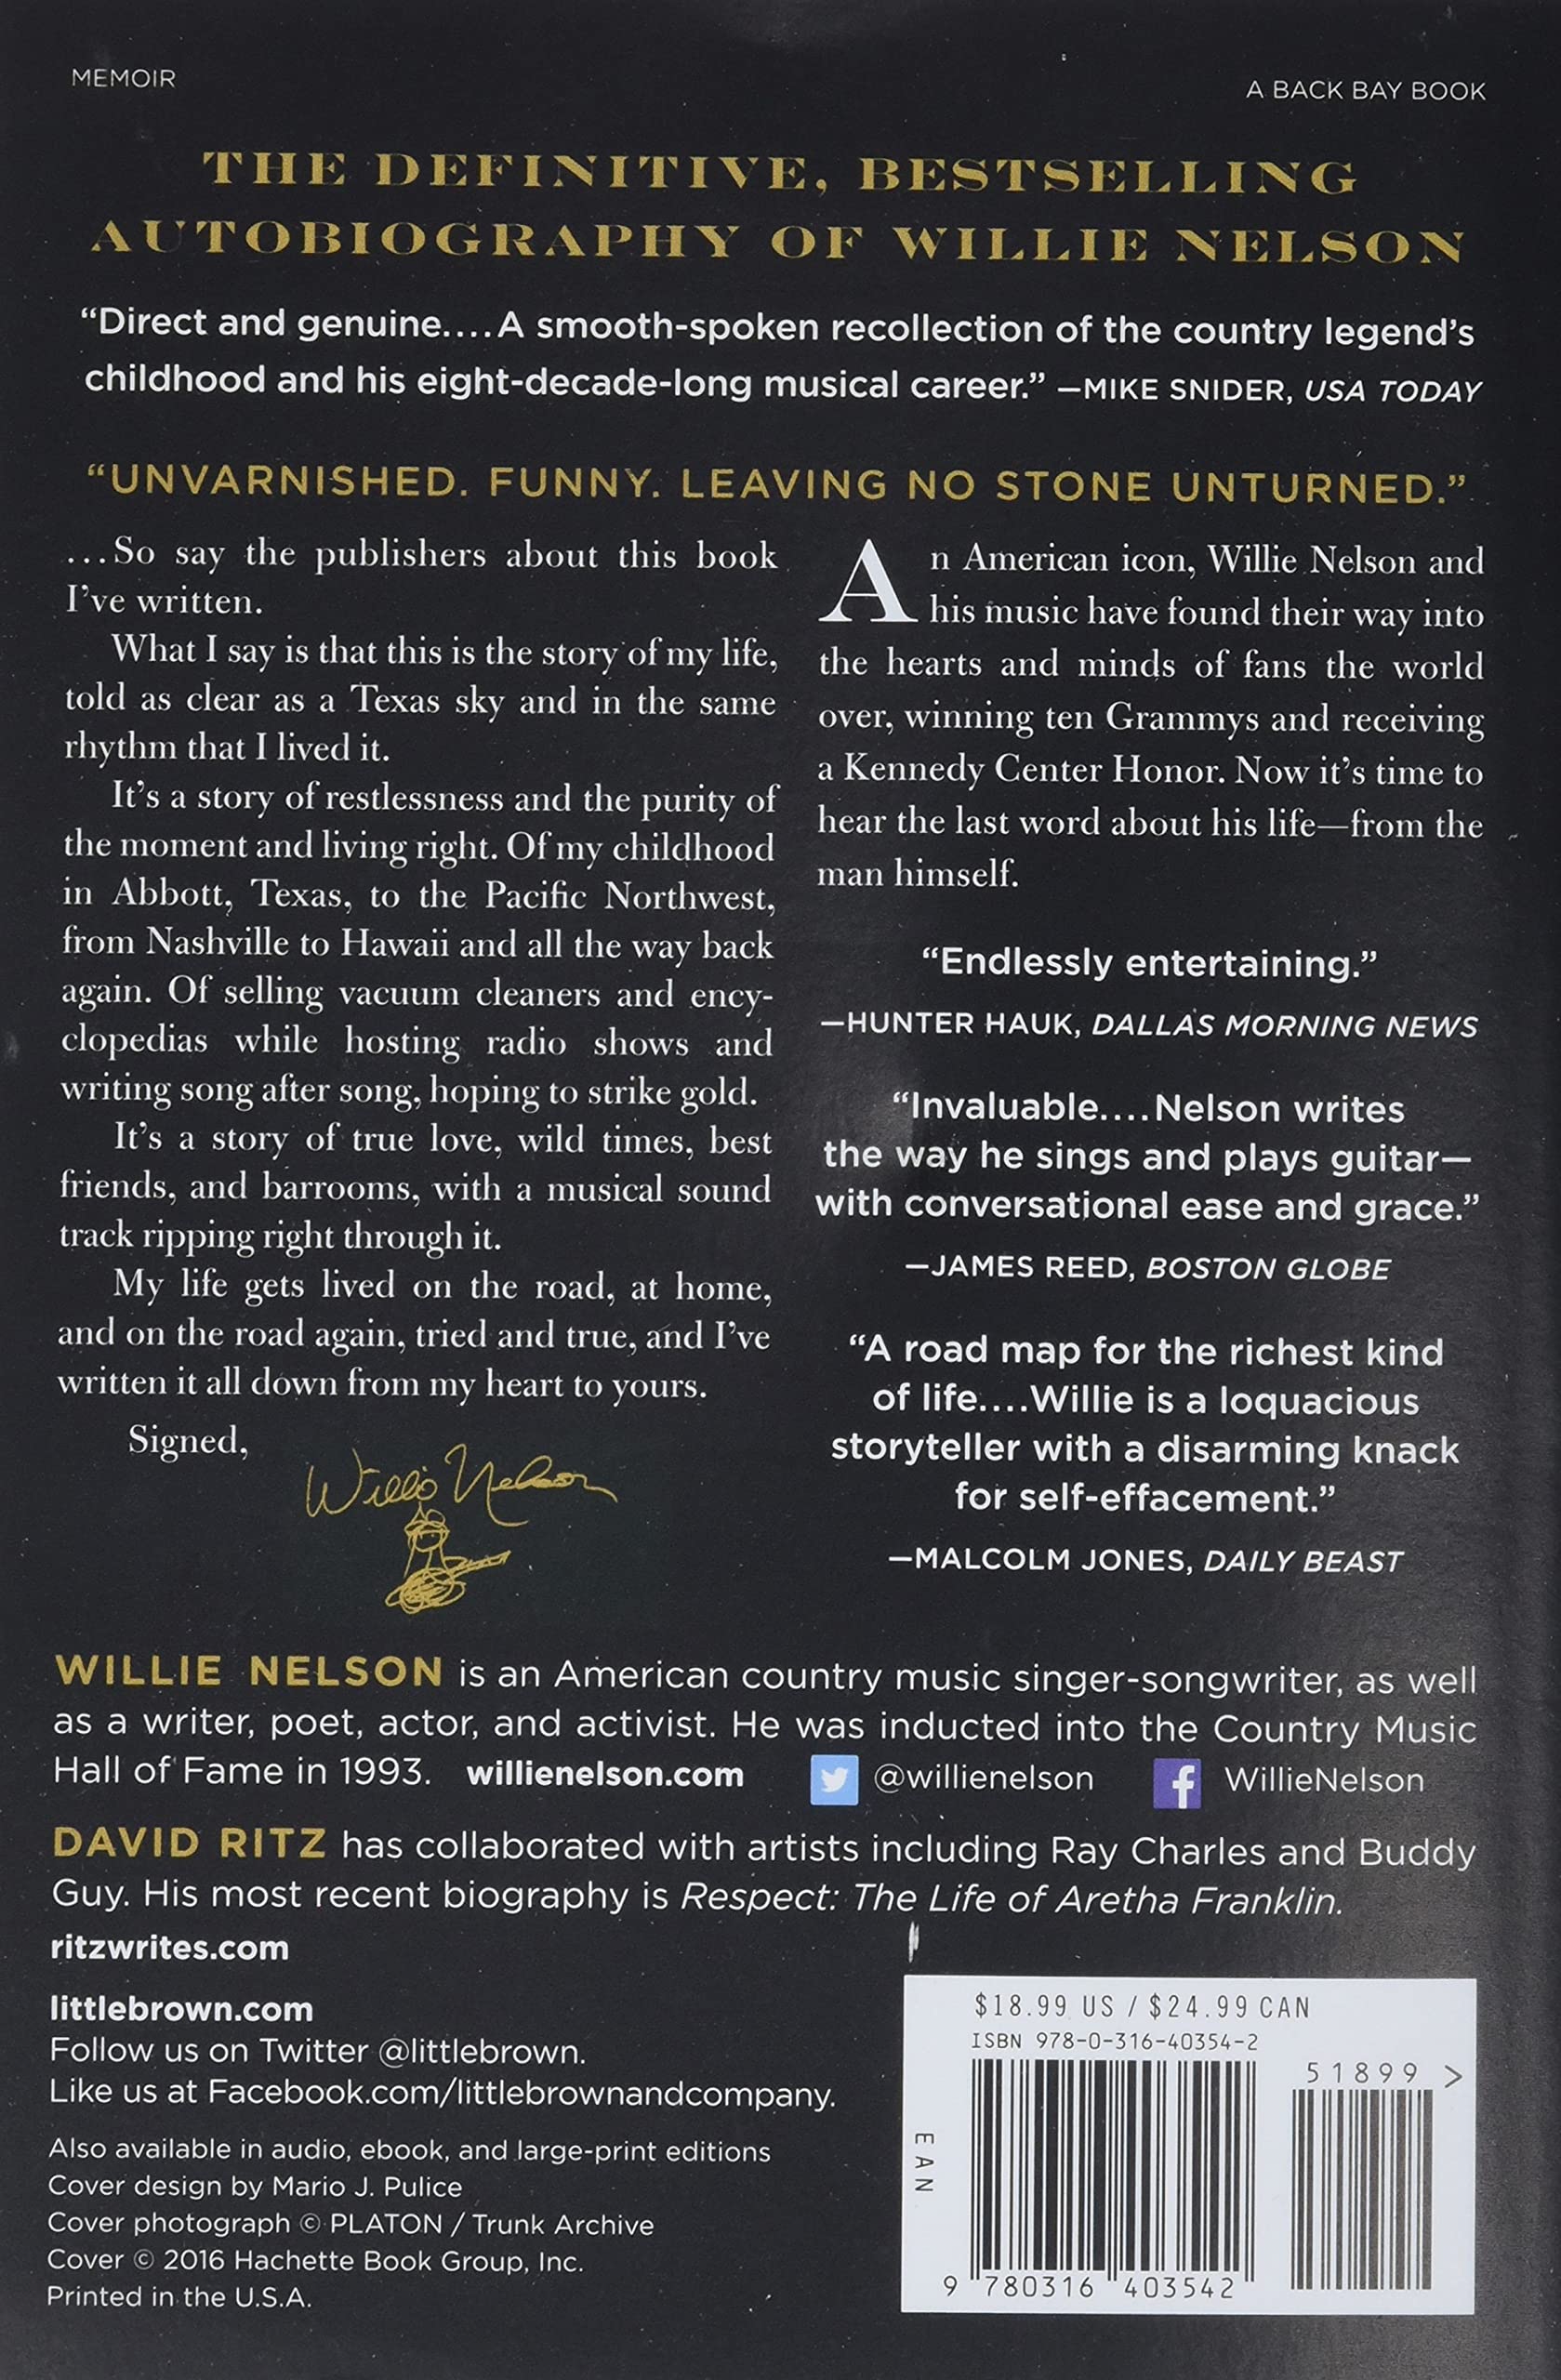 MEMOIR
A BACK BAY BOOK
THE DEFINITIVE, BESTSELLING
AUTOBIOGRAPHY OF WILLIE NELSON
“Direct and genuine....A smooth-spoken recollection of the country legend’s
childhood and his eight-decade-long musical career.” —MIKE SNIDER, USA TODAY
“UNVARNISHED. FUNNY. LEAVING NO STONE UNTURNED.”
...So say the publishers about this book
I’ve written.
What I say is that this is the story of my life,
told as clear as a Texas sky and in the same
rhythm that I lived it.
It’s a story of restlessness and the purity of
the moment and living right. Of my childhood
in Abbott, Texas, to the Pacific Northwest,
from Nashville to Hawaii and all the way back
again. Of selling vacuum cleaners and ency-
clopedias while hosting radio shows and
writing song after song, hoping to strike gold.
It’s a story of true love, wild times, best
friends, and barrooms, with a musical sound
track ripping right through it.
My life gets lived on the road, at home,
and on the road again, tried and true, and I’ve
written it all down from my heart to yours.
Signed,
Willie Nelson
An American icon, Willie Nelson and
his music have found their way into
the hearts and minds of fans the world
over, winning ten Grammys and receiving
a Kennedy Center Honor. Now it’s time to
hear the last word about his life—from the
man himself.
“Endlessly entertaining.”
—HUNTER HAUK, DALLAS MORNING NEWS
“Invaluable....Nelson writes
the way he sings and plays guitar—
with conversational ease and grace.”
—JAMES REED, BOSTON GLOBE
“A road map for the richest kind
of life....Willie is a loquacious
storyteller with a disarming knack
for self-effacement.”
—MALCOLM JONES, DAILY BEAST
WILLIE NELSON is an American country music singer-songwriter, as well
as a writer, poet, actor, and activist. He was inducted into the Country Music
Hall of Fame in 1993. willienelson.com @willienelson f WillieNelson
DAVID RITZ has collaborated with artists including Ray Charles and Buddy
Guy. His most recent biography is Respect: The Life of Aretha Franklin.
ritzwrites.com
littlebrown.com
Follow us on Twitter @littlebrown.
Like us at Facebook.com/littlebrownandcompany.
Also available in audio, ebook, and large-print editions
Cover design by Mario J. Pulice
Cover photograph © PLATON / Trunk Archive
Cover © 2016 Hachette Book Group, Inc.
Printed in the U.S.A.
$18.99 US / $24.99 CAN
ISBN 978-0-316-40354-2
51899 >
EAN
9 780316 403542